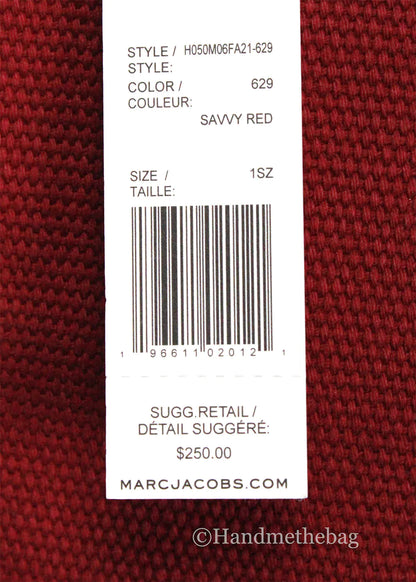 STYLE / H050M06FA21-629
STYLE:
COLOR / 629
COULEUR:
SAVVY RED
SIZE / 1SZ
TAILLE:
1 96611 02012 1
SUGG.RETAIL /
DÉTAIL SUGGÉRÉ:
$250.00
MARCJACOBS.COM
©Handmethebag